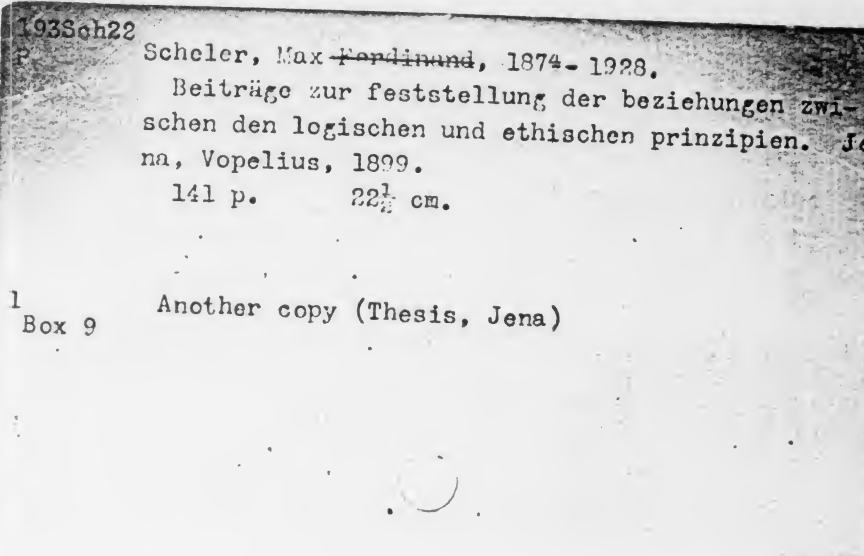 193Sch22
P
Scheler, Max Ferdinand, 1874-1928.
Beiträge zur feststellung der beziehungen zwi-
schen den logischen und ethischen prinzipien. Je
na, Vopelius, 1899.
141 p. 22½ cm.
1
Box 9
Another copy (Thesis, Jena)